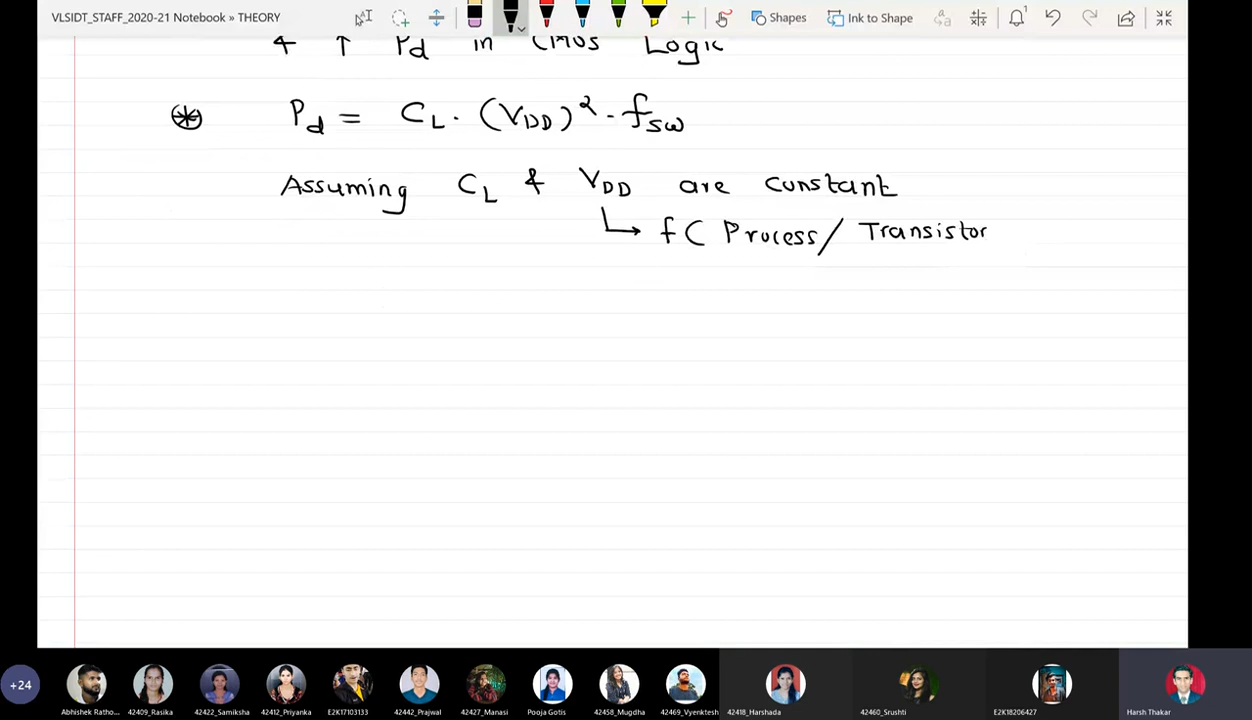 VLSIDT_STAFF_2020-21 Notebook » THEORY
Shapes
Ink to Shape
& ↑ Pd in CMOS Logic
Pd = CL. (VDD)² . fsw
Assuming CL & VDD are constant
↳ f( Process/ Transistor
+24
Abhishek Ratho...
42409_Rasika
42422_Samiksha
42412_Priyanka
E2K17103133
42442_Prajwal
42427_Manasi
Pooja Gotis
42458_Mugdha
42469_Vyenktesh
42418_Harshada
42460_Srushti
E2K18206427
Harsh Thakar